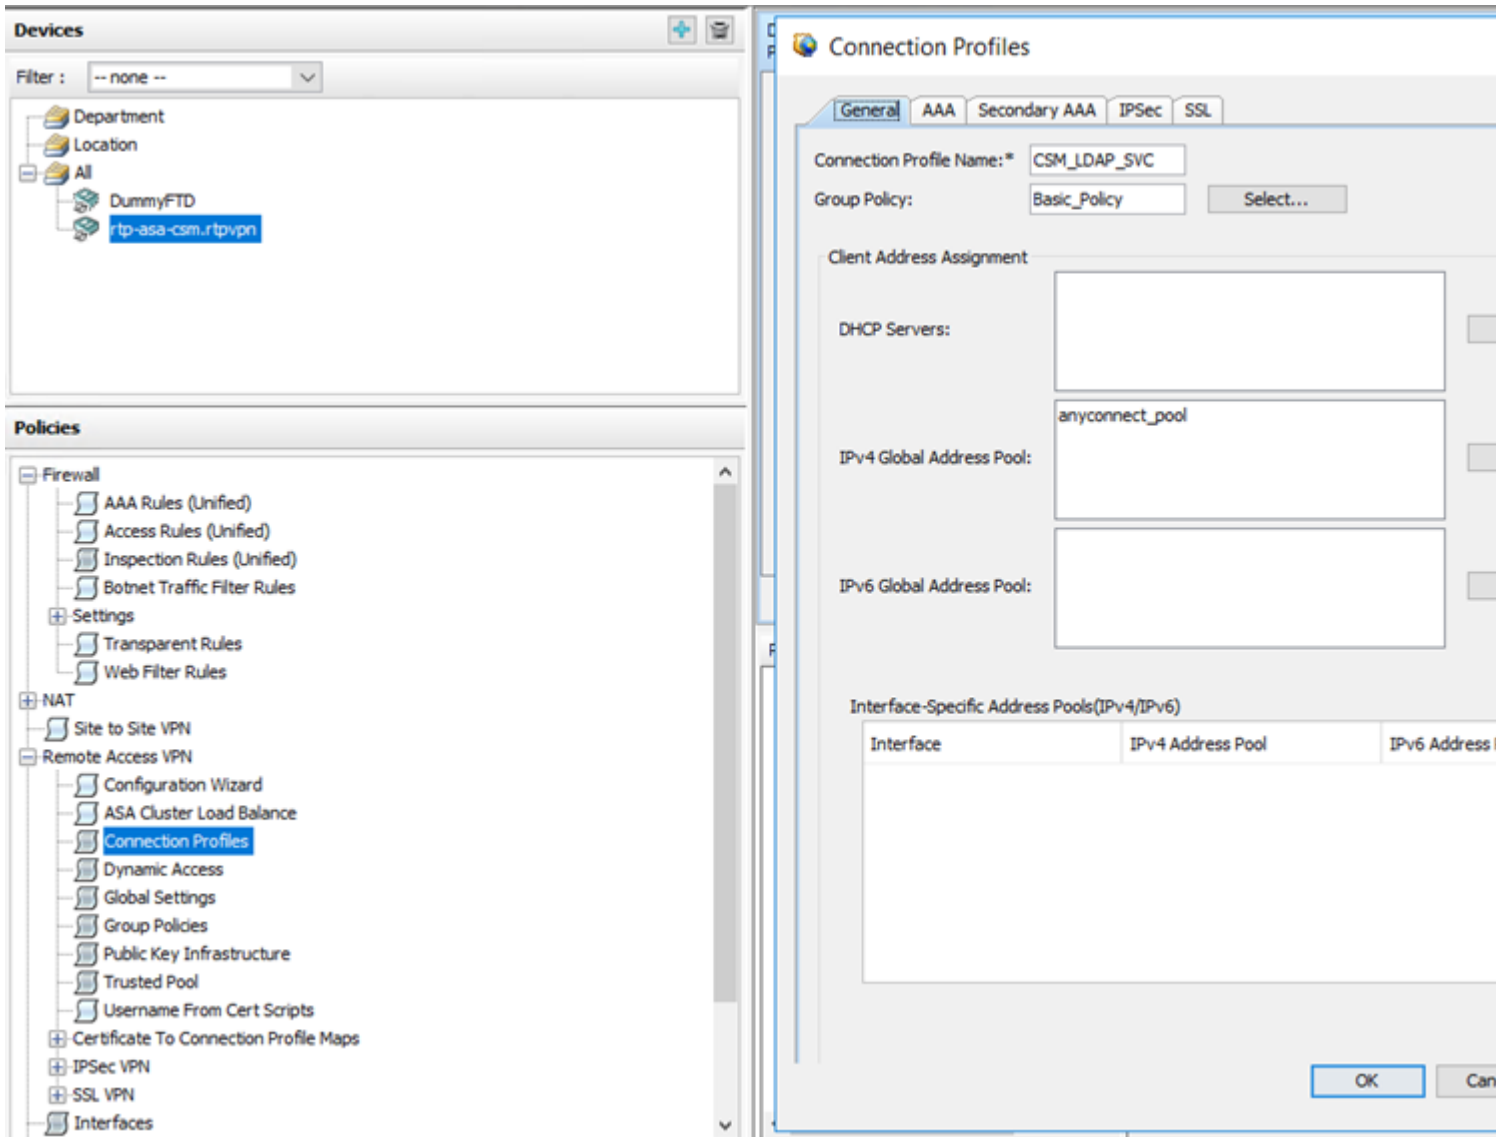 Devices
Filter :
-- none --
Department
Location
All
DummyFTD
rtp-asa-csm.rtpvpn
Policies
Firewall
AAA Rules (Unified)
Access Rules (Unified)
Inspection Rules (Unified)
Botnet Traffic Filter Rules
Settings
Transparent Rules
Web Filter Rules
NAT
Site to Site VPN
Remote Access VPN
Configuration Wizard
ASA Cluster Load Balance
Connection Profiles
Dynamic Access
Global Settings
Group Policies
Public Key Infrastructure
Trusted Pool
Username From Cert Scripts
Certificate To Connection Profile Maps
IPSec VPN
SSL VPN
Interfaces
Connection Profiles
General AAA Secondary AAA IPSec SSL
Connection Profile Name:* CSM_LDAP_SVC
Group Policy: Basic_Policy Select...
Client Address Assignment
DHCP Servers:
anyconnect_pool
IPv4 Global Address Pool:
IPv6 Global Address Pool:
Interface-Specific Address Pools(IPv4/IPv6)
Interface IPv4 Address Pool IPv6 Address
OK Can